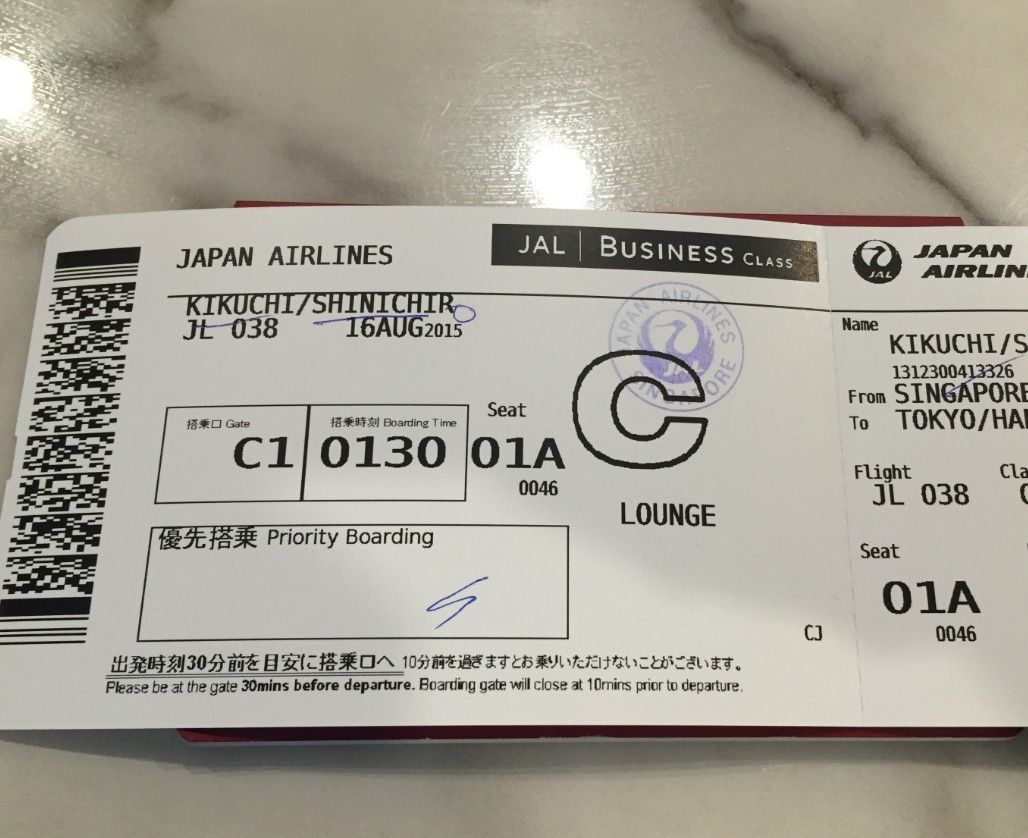 JAPAN AIRLINES
JAL | BUSINESS CLASS
KIKUCHI/SHINICHIRO
JL 038 16AUG2015
JAPAN AIRLINES
SINGAPORE
搭乗口 Gate
C1
搭乗時刻 Boarding Time
0130
Seat
01A
0046
C
LOUNGE
優先搭乗 Priority Boarding
CJ
出発時刻30分前を目安に搭乗口へ 10分前を過ぎますとお乗りいただけないことがございます。
Please be at the gate 30mins before departure. Boarding gate will close at 10mins prior to departure.
JAL
JAPAN
AIRLIN
Name
KIKUCHI/S
1312300413326
From SINGAPORE
To TOKYO/HA
Flight
JL 038
Cla
Seat
01A
0046